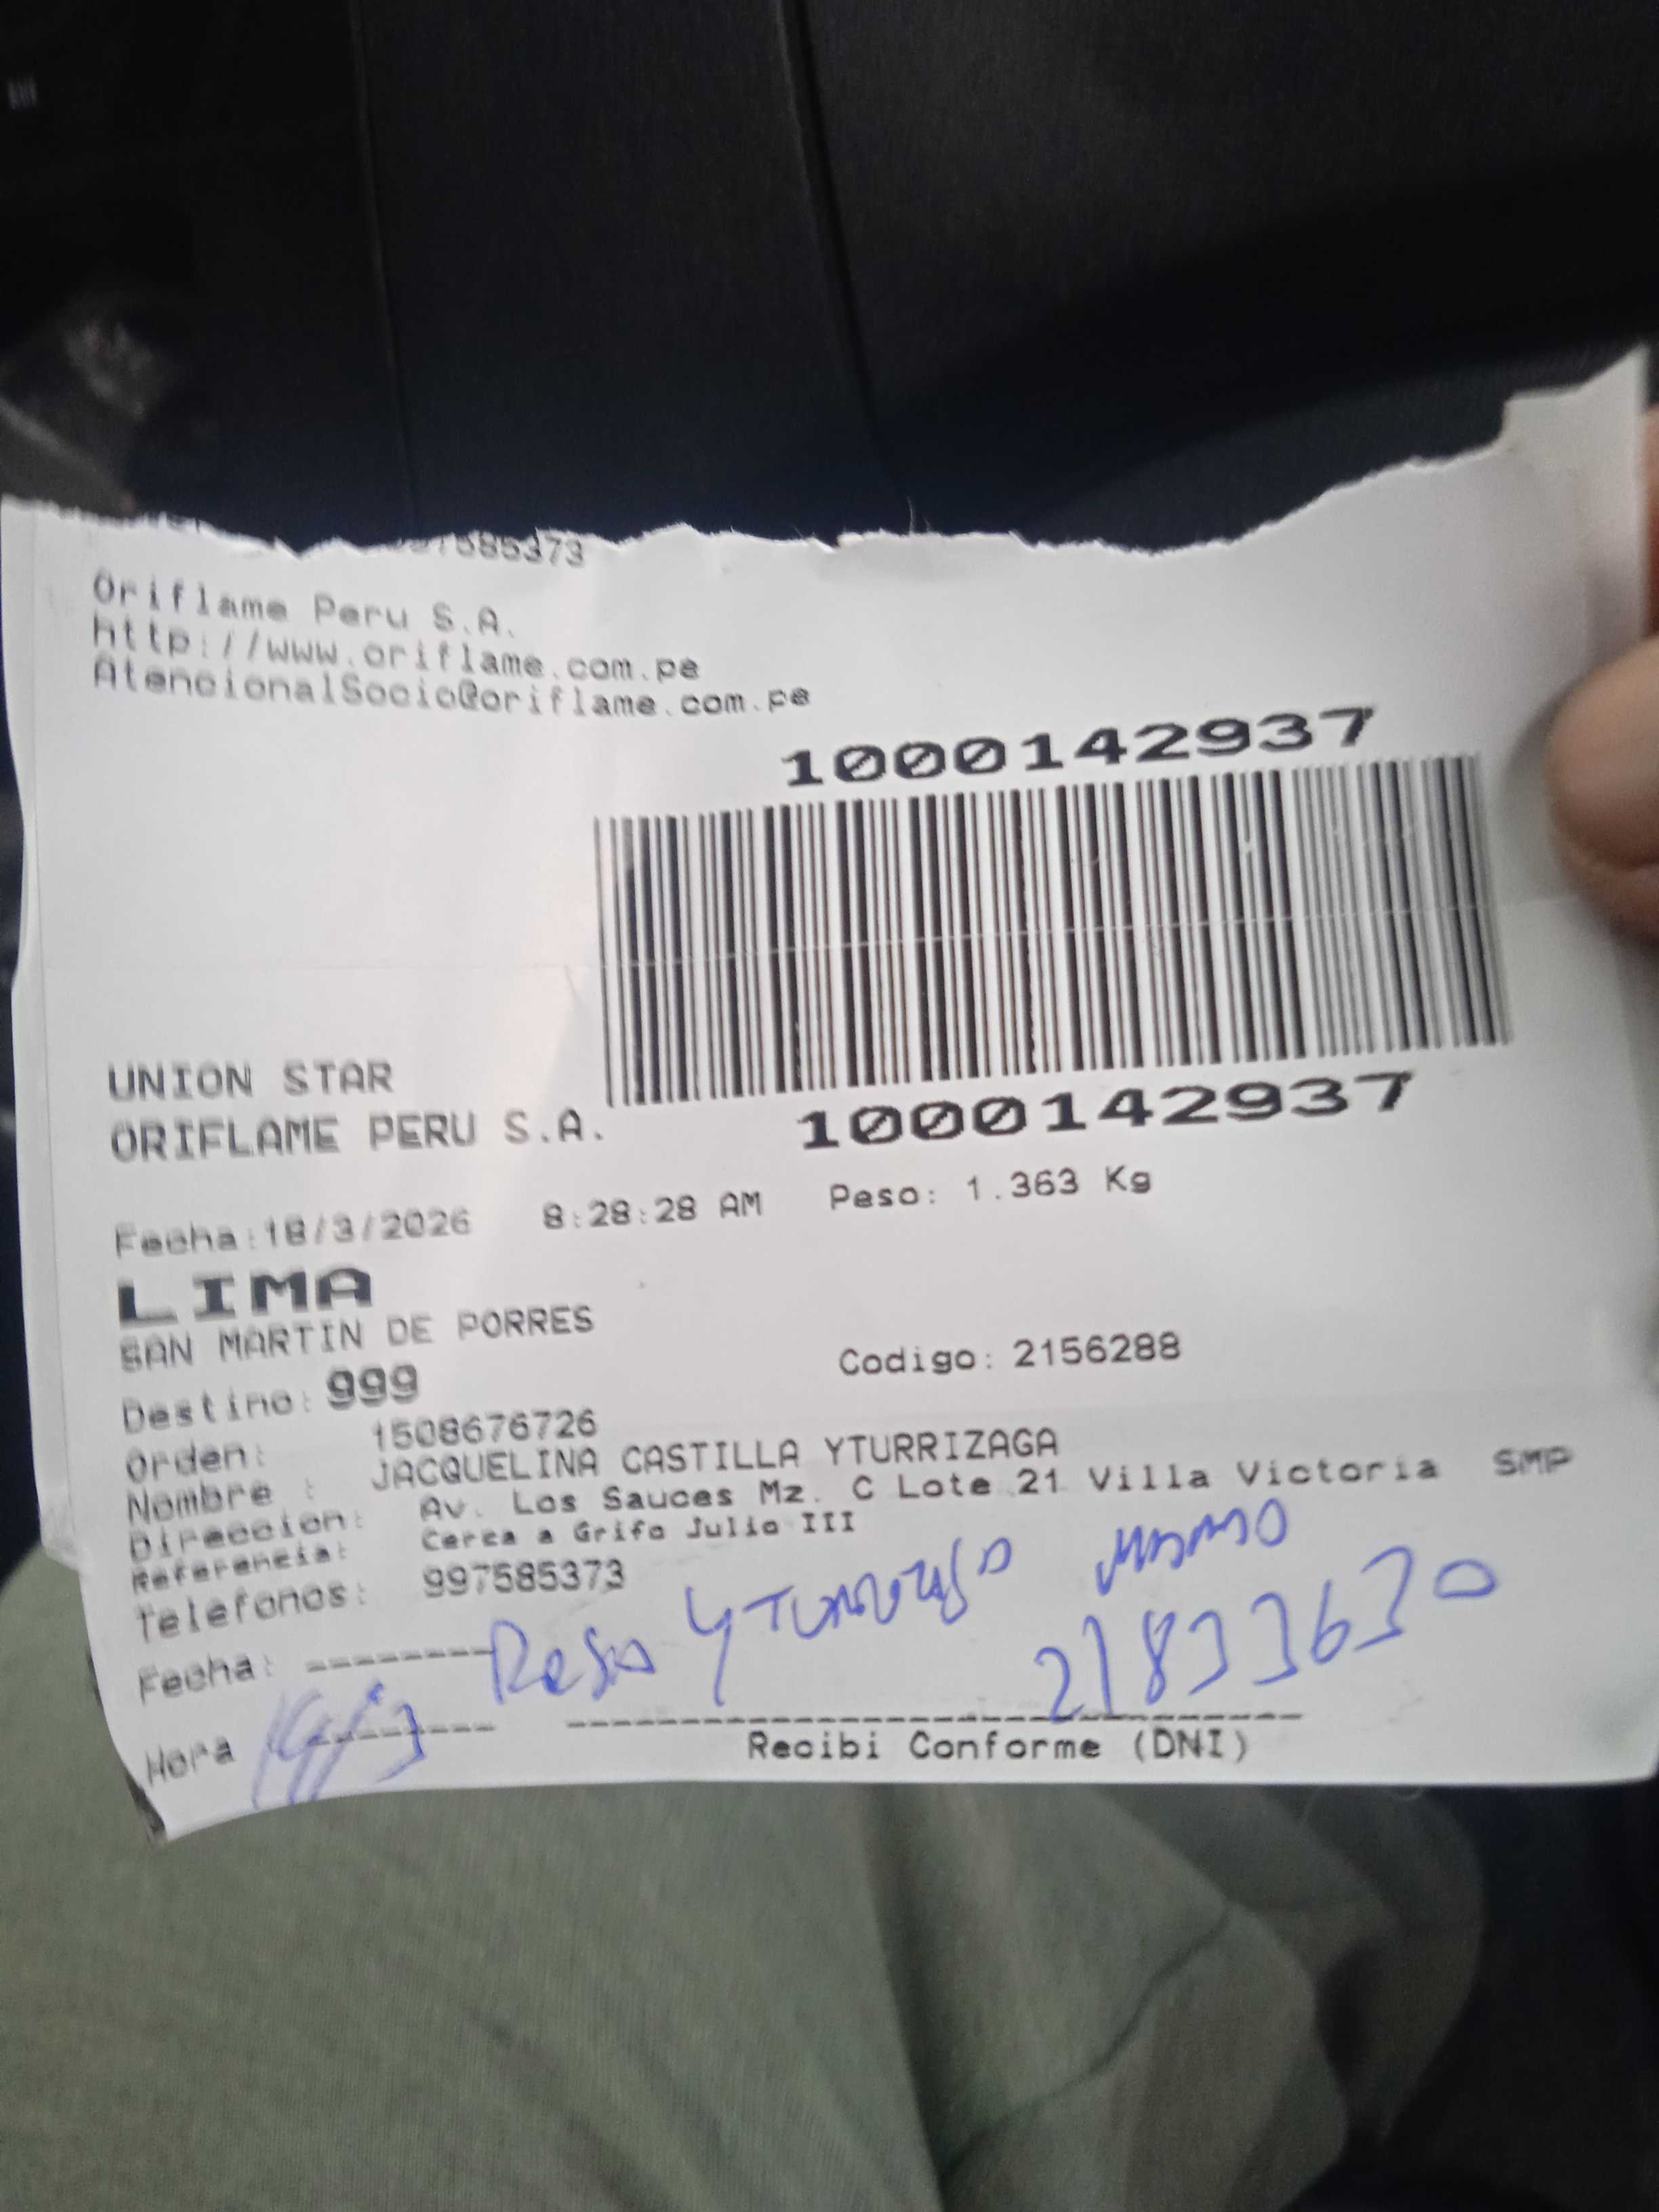 97585373
Oriflame Peru S.A.
http://www.oriflame.com.pe
AtencionalSocio@oriflame.com.pe
1000142937
UNION STAR
ORIFLAME PERU S.A.
1000142937
Fecha:18/3/2026 8:28:28 AM Peso: 1.363 Kg
LIMA
SAN MARTIN DE PORRES
Destino: 999 Codigo: 2156288
Orden: 1508676726
Nombre : JACQUELINA CASTILLA YTURRIZAGA
Direccion: Av. Los Sauces Mz. C Lote 21 Villa Victoria SMP
Referencia: Cerca a Grifo Julio III
Telefonos: 997585373
Fecha: --------
Rosa
21833630
Hora
Recibi Conforme (DNI)